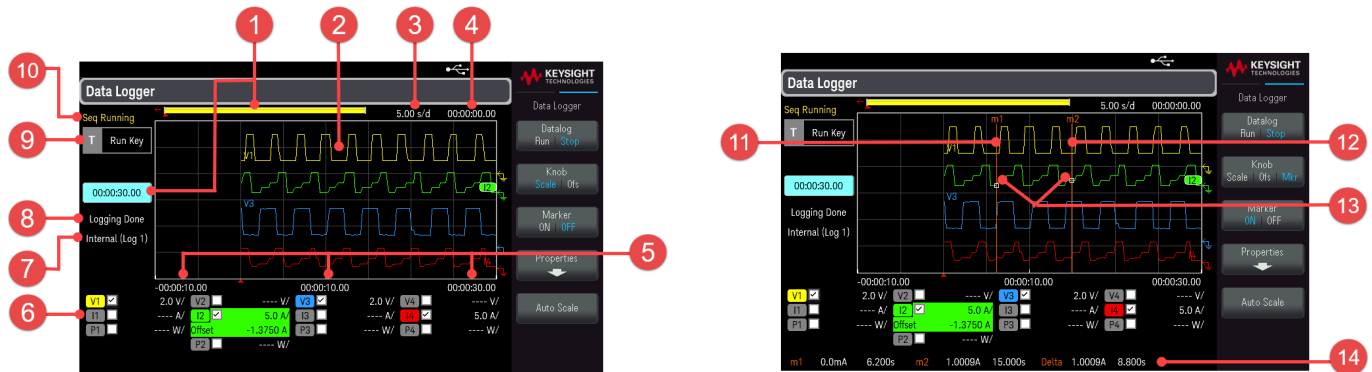 1
2
3
4
10
KEYSIGHT
TECHNOLOGIES
Data Logger
Data Logger
Seq Running
5.00 s/d 00:00:00.00
9
T Run Key
V1
Datalog
Run Stop
Knob
Scale Ofs
00:00:30.00
I2
8
Logging Done
V3
Marker
ON OFF
7
Internal (Log 1)
Properties
5
I4
-00:00:10.00 00:00:10.00 00:00:30.00
Auto Scale
V1 2.0 V/ V2 ---- V/ V3 2.0 V/ V4 ---- V/
6
I1 ---- A/ I2 5.0 A/ I3 ---- A/ I4 5.0 A/
P1 ---- W/ Offset -1.3750 A P3 ---- W/ P4 ---- W/
P2 ---- W/
KEYSIGHT
TECHNOLOGIES
Data Logger
Data Logger
Seq Running
5.00 s/d 00:00:00.00
m1 m2
T Run Key
Datalog
Run Stop
11
12
Knob
Scale Ofs Mkr
00:00:30.00
I2
Logging Done
V3
13
Marker
ON OFF
Internal (Log 1)
Properties
-00:00:10.00 00:00:10.00 00:00:30.00
Auto Scale
V1 2.0 V/ V2 ---- V/ V3 2.0 V/ V4 ---- V/
I1 ---- A/ I2 5.0 A/ I3 ---- A/ I4 5.0 A/
P1 ---- W/ Offset -1.3750 A P3 ---- W/ P4 ---- W/
P2 ---- W/
m1 0.0mA 6.200s m2 1.0009A 15.000s Delta 1.0009A 8.800s
14